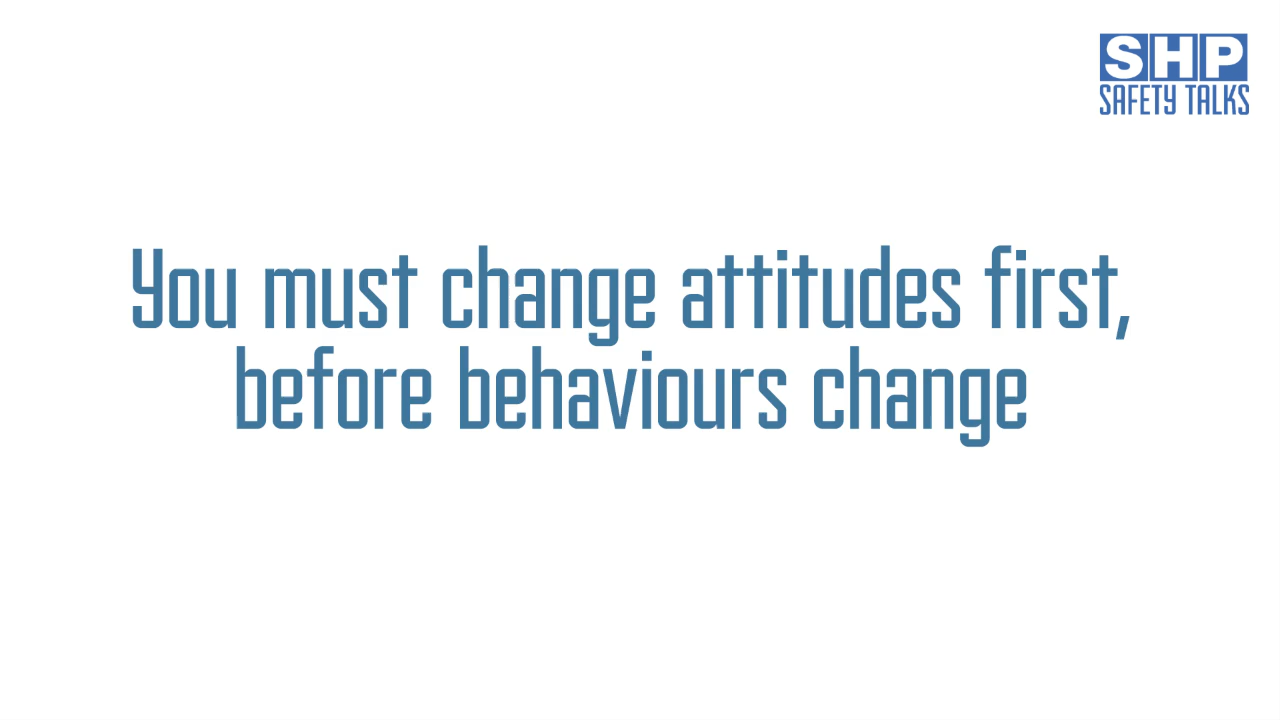 SHP
SAFETY TALKS
You must change attitudes first,
before behaviours change